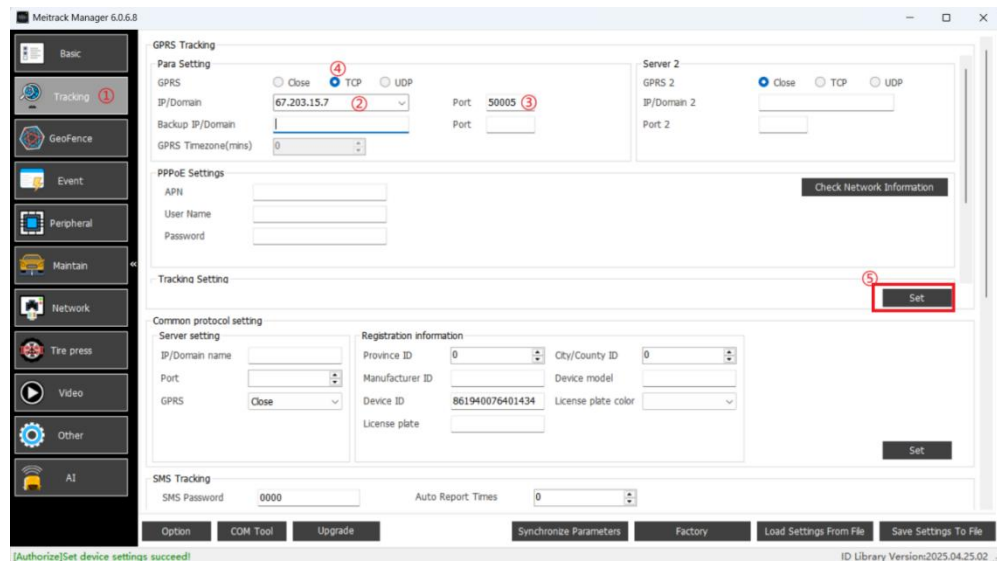 Meitrack Manager 6.0.6.8
Basic
Tracking ①
GeoFence
Event
Peripheral
Maintain
«
Network
Tire press
Video
Other
AI
GPRS Tracking
Para Setting
④
GPRS Close TCP UDP
IP/Domain 67.203.15.7 ② Port 50005 ③
Backup IP/Domain Port
GPRS Timezone(mins) 0
Server 2
GPRS 2 Close TCP UDP
IP/Domain 2
Port 2
PPPoE Settings
APN
User Name
Password
Check Network Information
Tracking Setting
⑤
Set
Common protocol setting
Server setting
IP/Domain name
Port
GPRS Close
Registration information
Province ID 0 City/County ID 0
Manufacturer ID Device model
Device ID 861940076401434 License plate color
License plate
Set
SMS Tracking
SMS Password 0000 Auto Report Times 0
Option COM Tool Upgrade Synchronize Parameters Factory Load Settings From File Save Settings To File
[Authorize]Set device settings succeed! ID Library Version:2025.04.25.02